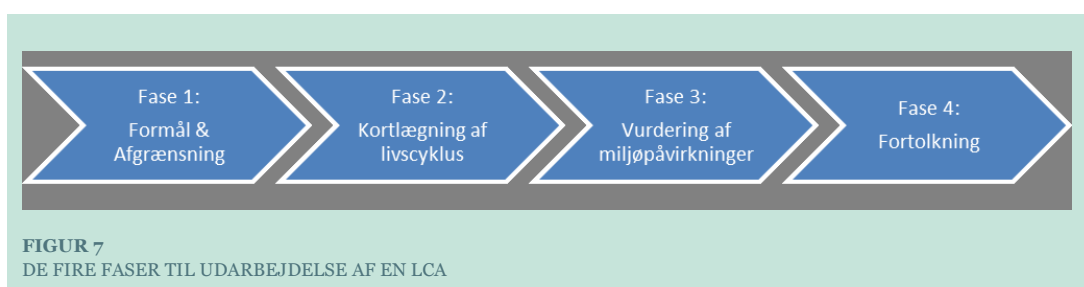 Fase 1:
Formål &
Afgrænsning
Fase 2:
Kortlægning af
livscyklus
Fase 3:
Vurdering af
miljøpåvirkninger
Fase 4:
Fortolkning
FIGUR 7
DE FIRE FASER TIL UDARBEJDELSE AF EN LCA